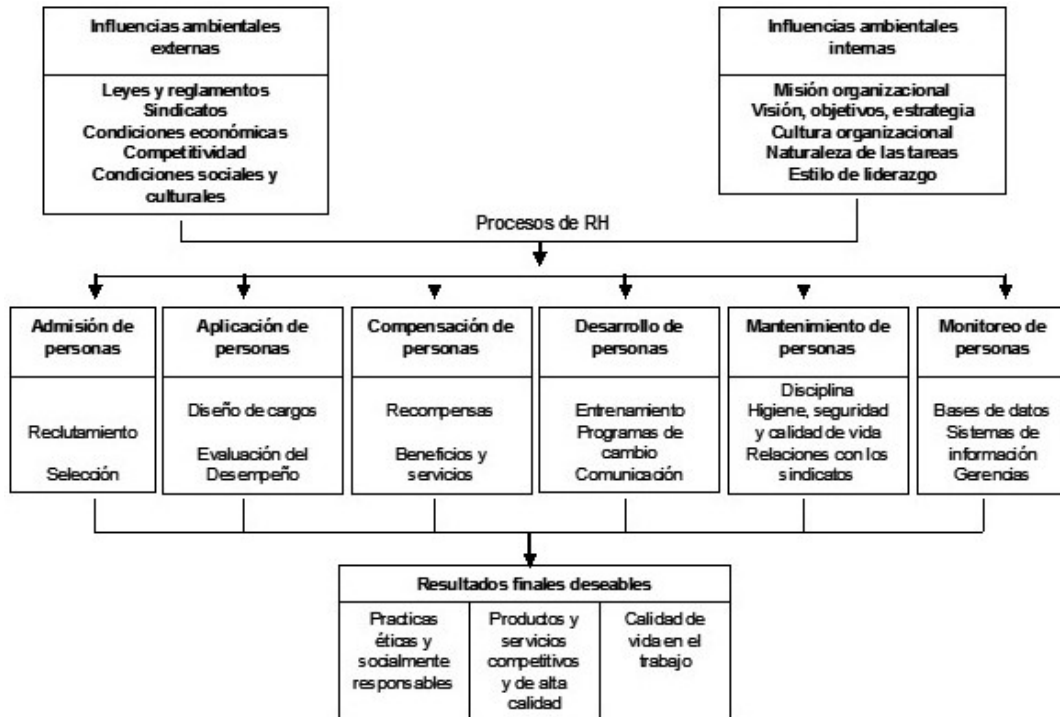 Influencias ambientales
externas
Leyes y reglamentos
Sindicatos
Condiciones económicas
Competitividad
Condiciones sociales y
culturales
Influencias ambientales
internas
Misión organizacional
Visión, objetivos, estrategia
Cultura organizacional
Naturaleza de las tareas
Estilo de liderazgo
Procesos de RH
Admisión de
personas
Reclutamiento
Selección
Aplicación de
personas
Diseño de cargos
Evaluación del
Desempeño
Compensación de
personas
Recompensas
Beneficios y
servicios
Desarrollo de
personas
Entrenamiento
Programas de
cambio
Comunicación
Mantenimiento de
personas
Disciplina
Higiene, seguridad
y calidad de vida
Relaciones con los
sindicatos
Monitoreo de
personas
Bases de datos
Sistemas de
información
Gerencias
Resultados finales deseables
Practicas
éticas y
socialmente
responsables
Productos y
servicios
competitivos
y de alta
calidad
Calidad de
vida en el
trabajo